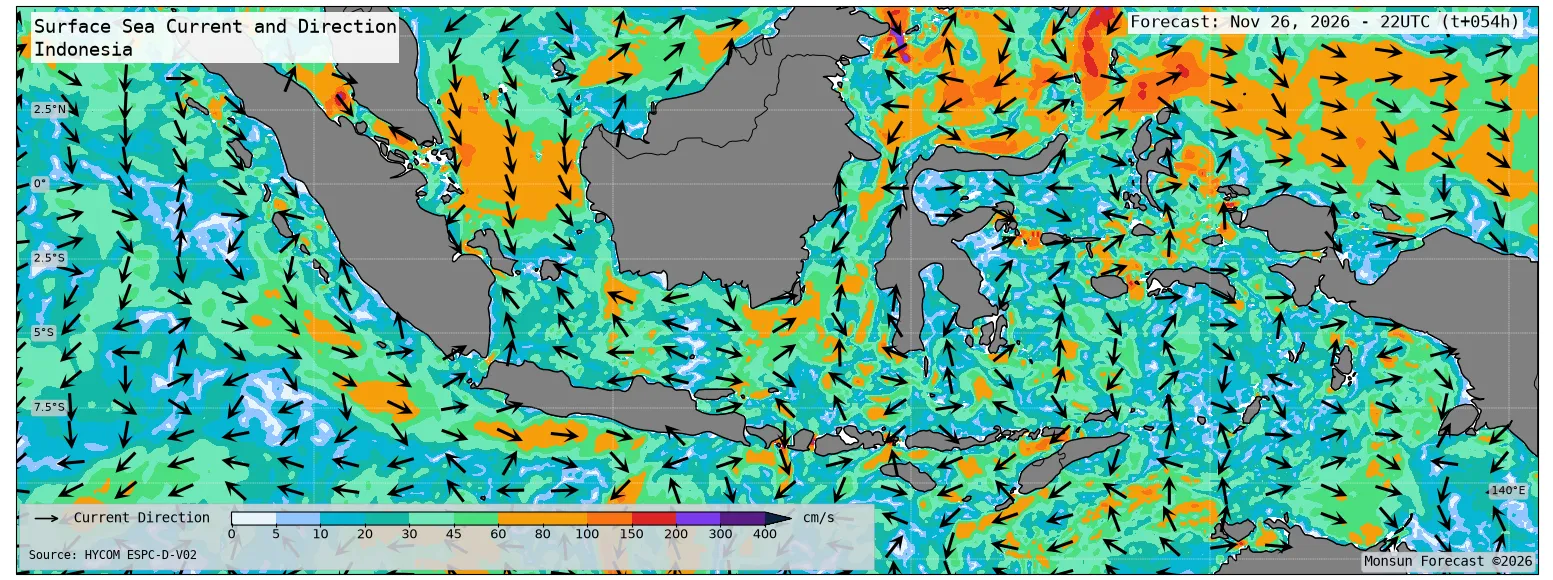 Surface Sea Current and Direction
Indonesia
Forecast: Nov 26, 2026 - 22UTC (t+054h)
2.5°N
0°
2.5°S
5°S
7.5°S
140°E
Current Direction
0 5 10 20 30 45 60 80 100 150 200 300 400 cm/s
Source: HYCOM ESPC-D-V02
Monsun Forecast ©2026